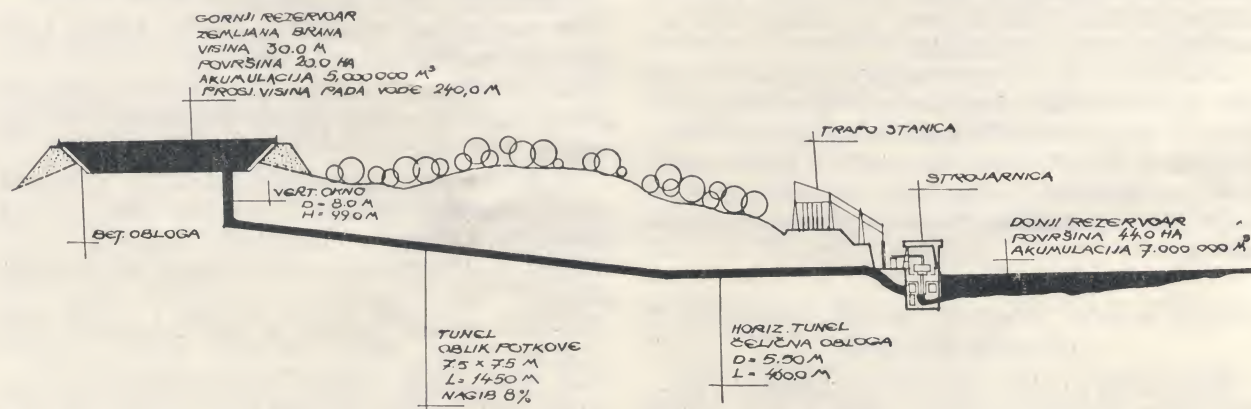 GORNJI REZERVOAR
ZEMLJANA BRANA
VISINA 30.0 M
POVRŠINA 20.0 HA
AKUMULACIJA 5,000 000 M³
PROSJ. VISINA PADA VODE 240,0 M
TRAFO STANICA
STROJARNICA
VERT. OKNO
D = 8.0 M
H = 99.0 M
BET. OBLOGA
DONJI REZERVOAR
POVRŠINA 44.0 HA
AKUMULACIJA 7.000 000 M³
TUNEL
OBLIK POTKOVE
7.5 × 7.5 M
L = 1450 M
NAGIB 8%
HORIZ. TUNEL
ČELIČNA OBLOGA
D = 5.50 M
L = 460.0 M